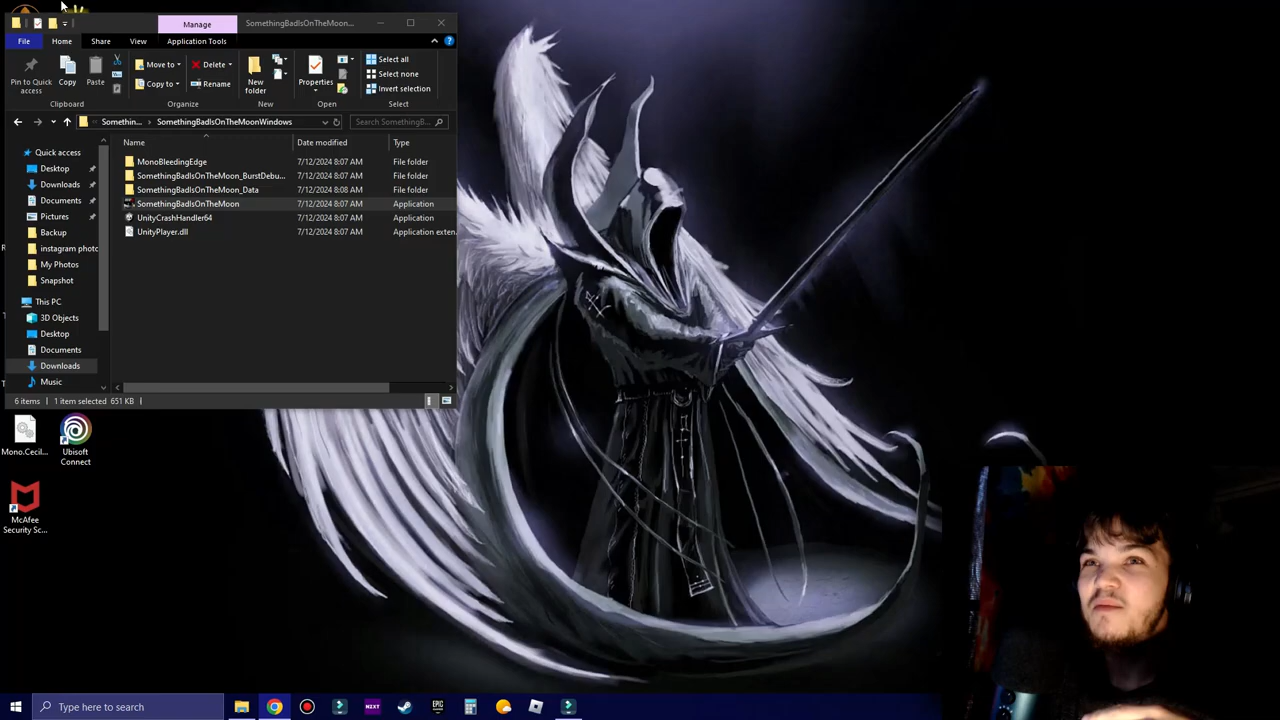 Manage
SomethingBadIsOnTheMoon...
File
Home
Share
View
Application Tools
Pin to Quick access
Copy
Paste
Move to
Copy to
Delete
Rename
New folder
Properties
Select all
Select none
Invert selection
Clipboard
Organize
New
Open
Select
Somethin...
SomethingBadIsOnTheMoonWindows
Search SomethingB...
Name
Date modified
Type
MonoBleedingEdge
7/12/2024 8:07 AM
File folder
SomethingBadIsOnTheMoon_BurstDebu...
7/12/2024 8:07 AM
File folder
SomethingBadIsOnTheMoon_Data
7/12/2024 8:08 AM
File folder
SomethingBadIsOnTheMoon
7/12/2024 8:07 AM
Application
UnityCrashHandler64
7/12/2024 8:07 AM
Application
UnityPlayer.dll
7/12/2024 8:07 AM
Application exten...
Quick access
Desktop
Downloads
Documents
Pictures
Backup
instagram photo
My Photos
Snapshot
This PC
3D Objects
Desktop
Documents
Downloads
Music
6 items
1 item selected 651 KB
Mono.Cecil...
Ubisoft Connect
McAfee Security Sc...
Type here to search
NZXT
EPIC